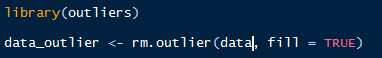 library(outliers)
data_outlier <- rm.outlier(data, fill = TRUE)